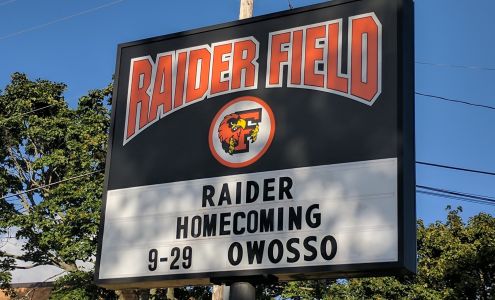 RAIDER FIELD
F
RAIDER
HOMECOMING
9-29 OWOSSO